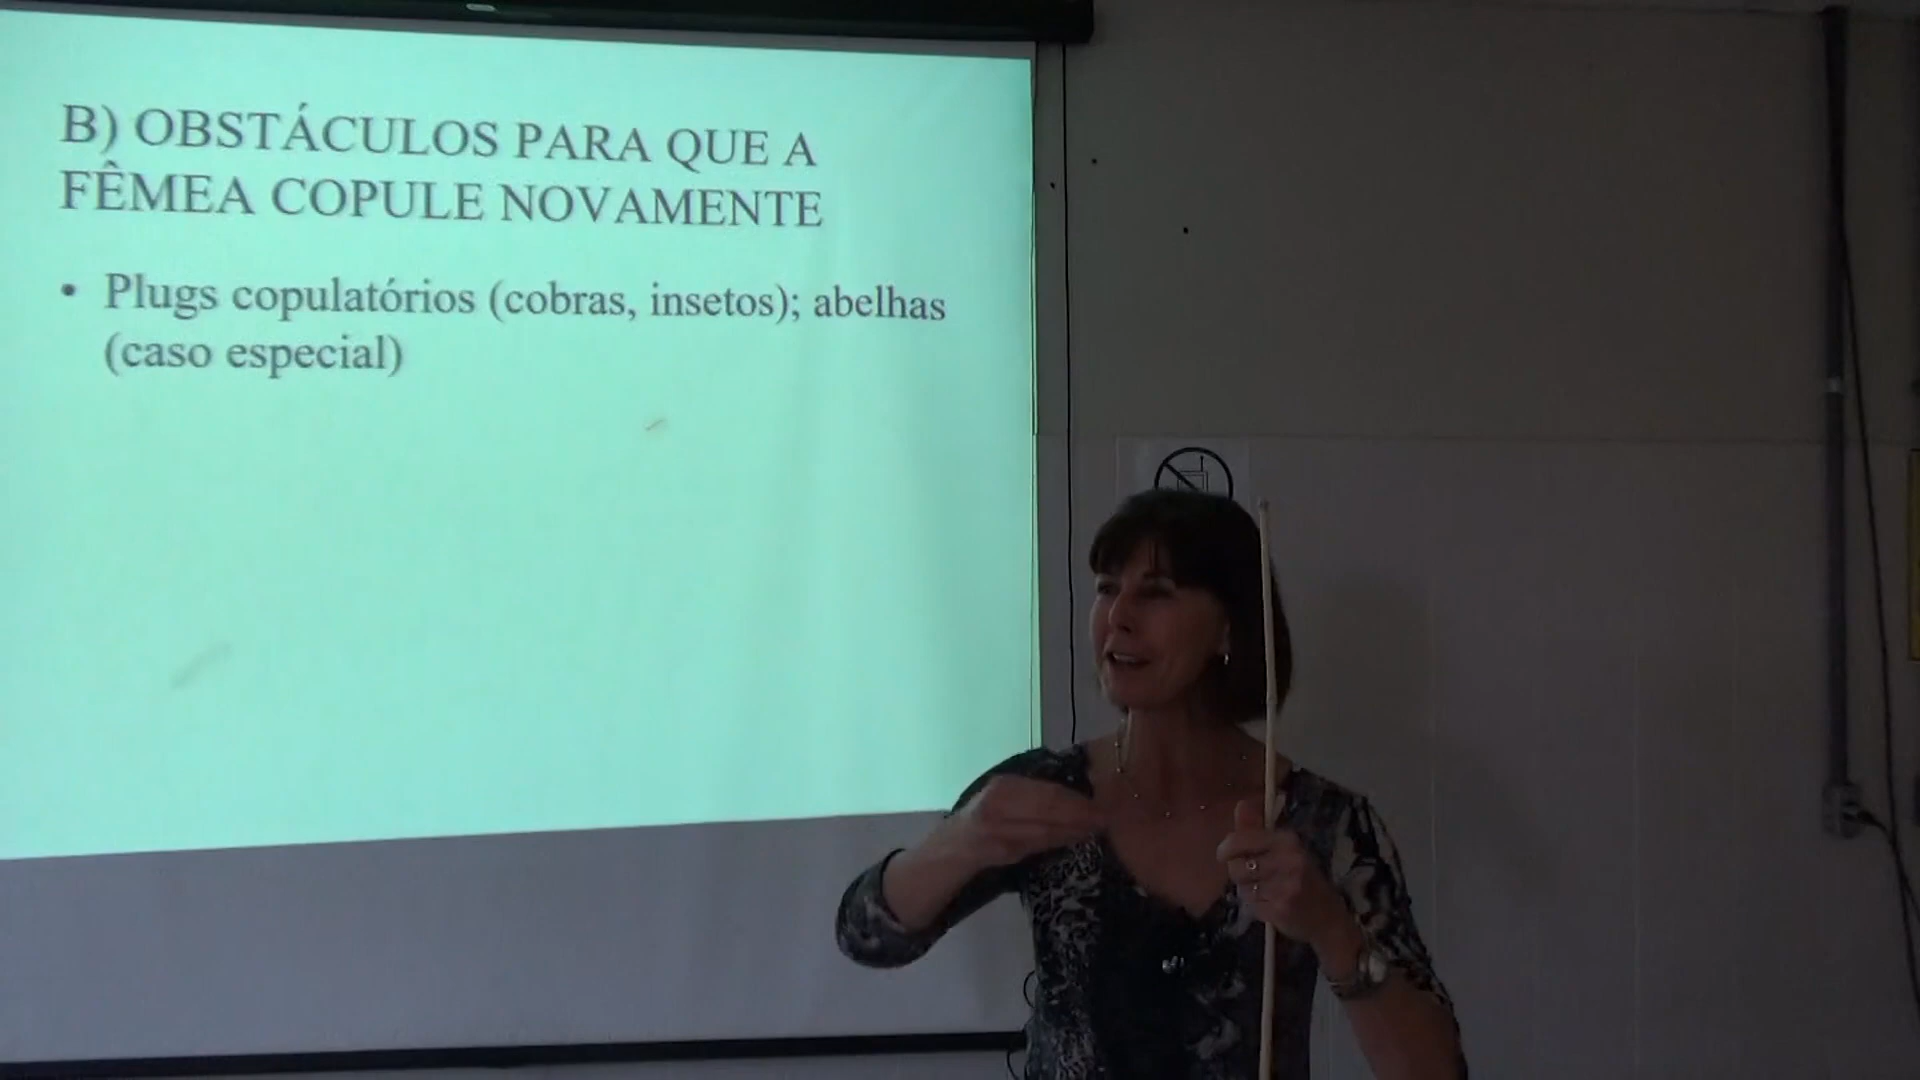 B) OBSTÁCULOS PARA QUE A
FÊMEA COPULE NOVAMENTE
• Plugs copulatórios (cobras, insetos); abelhas
(caso especial)